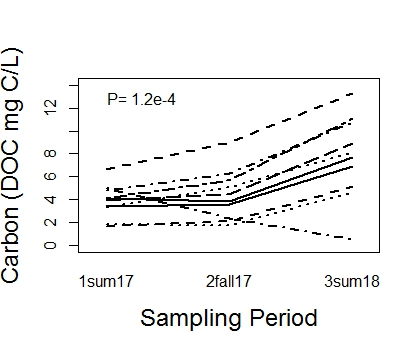 P= 1.2e-4
Carbon (DOC mg C/L)
12
8
6
4
2
0
1sum17 2fall17 3sum18
Sampling Period